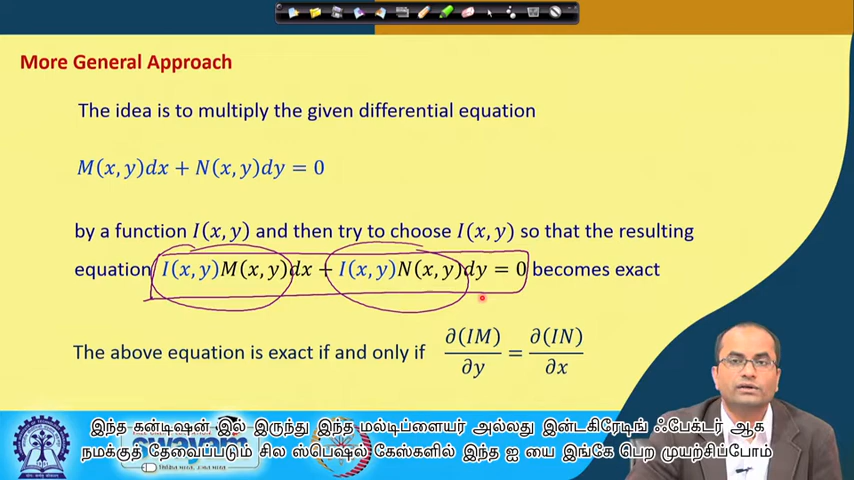 More General Approach
The idea is to multiply the given differential equation
M(x, y)dx + N(x, y)dy = 0
by a function I(x, y) and then try to choose I(x, y) so that the resulting
equation I(x, y)M(x, y)dx + I(x, y)N(x, y)dy = 0 becomes exact
The above equation is exact if and only if ∂(IM)/∂y = ∂(IN)/∂x
இந்த கன்டிஷன் இல் இருந்து இந்த மல்டிப்ளையர் அல்லது இன்டகிரேடிங் ஃபேக்டர் ஆக
நமக்குத் தேவைப்படும் சில ஸ்பெஷல் கேஸ்களில் இந்த ஐ யை இங்கே பெற முயற்சிப்போம்
swayam